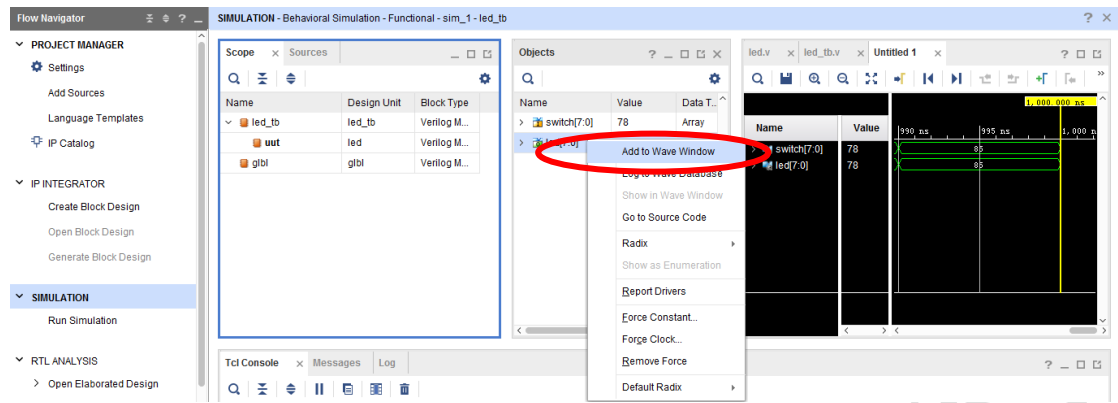 Flow Navigator
PROJECT MANAGER
Settings
Add Sources
Language Templates
IP Catalog
IP INTEGRATOR
Create Block Design
Open Block Design
Generate Block Design
SIMULATION
Run Simulation
RTL ANALYSIS
Open Elaborated Design
SIMULATION - Behavioral Simulation - Functional - sim_1 - led_tb
Scope Sources
Name Design Unit Block Type
led_tb led_tb Verilog M...
uut led Verilog M...
glbl glbl Verilog M...
Objects
Name Value Data T...
switch[7:0] 78 Array
Add to Wave Window
Log to Wave Database
Show in Wave Window
Go to Source Code
Radix
Show as Enumeration
Report Drivers
Force Constant...
Force Clock...
Remove Force
Default Radix
led.v led_tb.v Untitled 1
1,000.000 ns
Name Value
990 ns 995 ns 1,000 n
switch[7:0] 78 85
led[7:0] 78 85
Tcl Console Messages Log